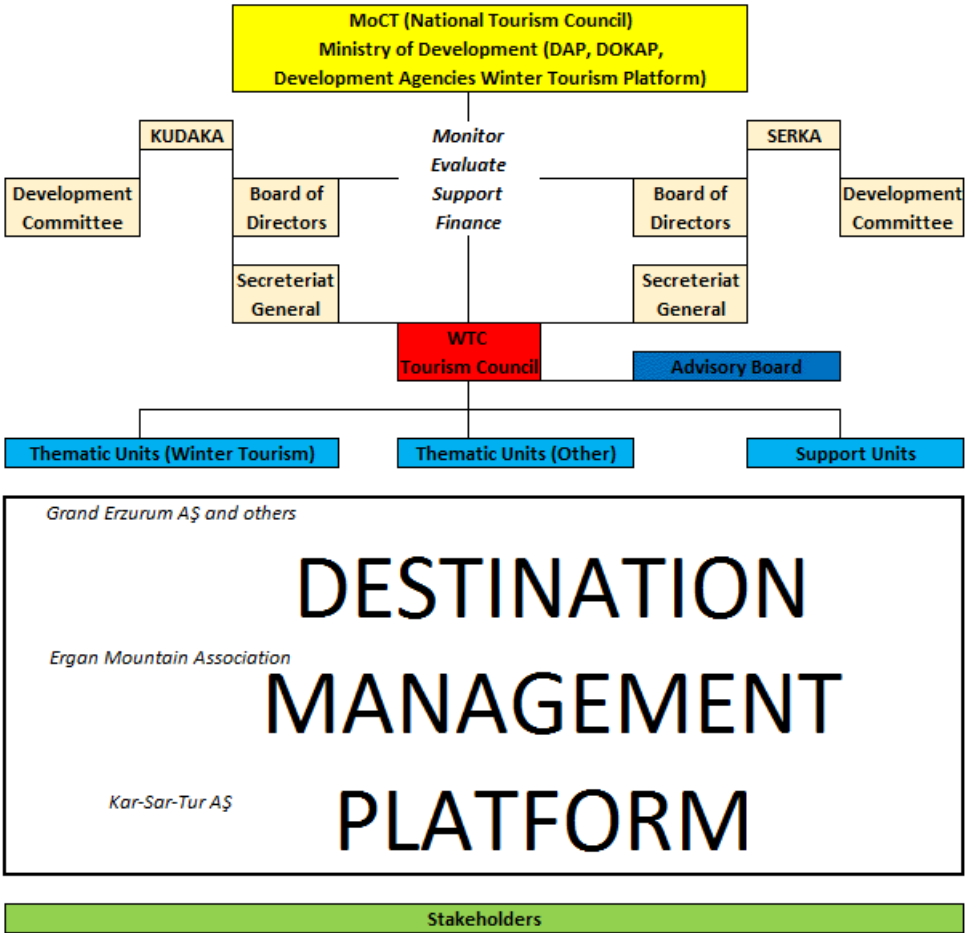 MoCT (National Tourism Council)
Ministry of Development (DAP, DOKAP,
Development Agencies Winter Tourism Platform)
KUDAKA
Monitor
Evaluate
Support
Finance
SERKA
Development
Committee
Board of
Directors
Board of
Directors
Development
Committee
Secreteriat
General
Secreteriat
General
WTC
Tourism Council
Advisory Board
Thematic Units (Winter Tourism)
Thematic Units (Other)
Support Units
Grand Erzurum AŞ and others
DESTINATION
Ergan Mountain Association
MANAGEMENT
Kar-Sar-Tur AŞ
PLATFORM
Stakeholders